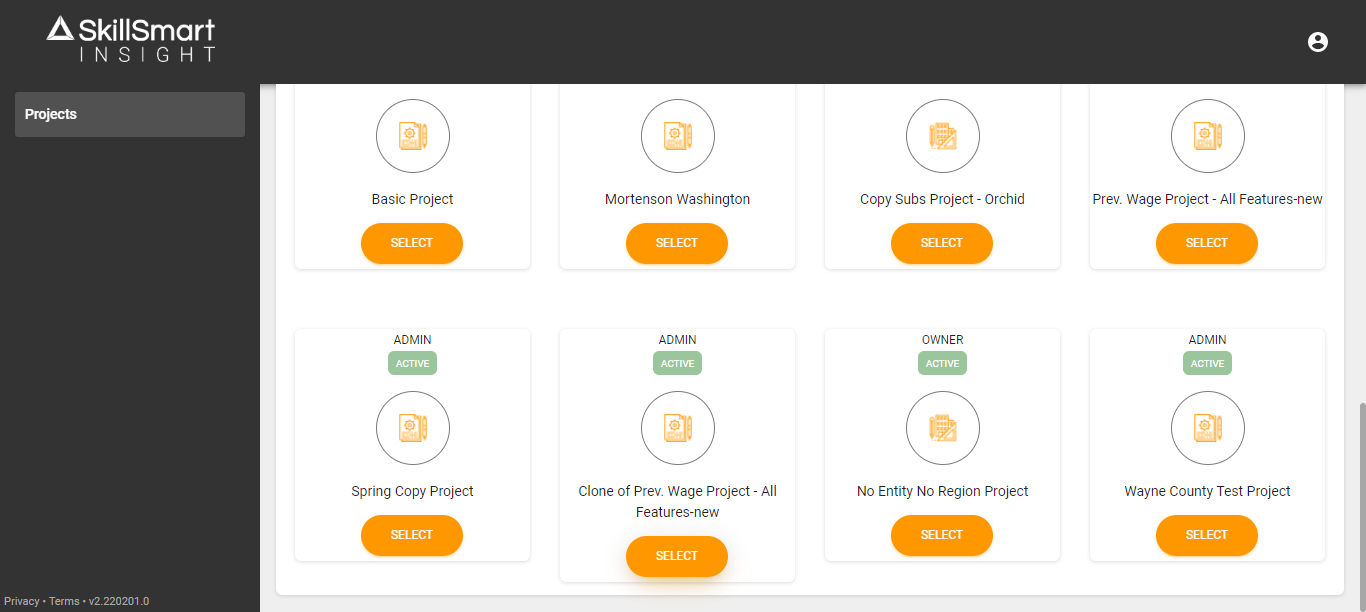 SkillSmart
INSIGHT
Projects
Basic Project
Mortenson Washington
Copy Subs Project - Orchid
Prev. Wage Project - All Features-new
SELECT
SELECT
SELECT
SELECT
ADMIN
ADMIN
OWNER
ADMIN
ACTIVE
ACTIVE
ACTIVE
ACTIVE
Spring Copy Project
Clone of Prev. Wage Project - All
Features-new
No Entity No Region Project
Wayne County Test Project
SELECT
SELECT
SELECT
SELECT
Privacy • Terms • v2.220201.0